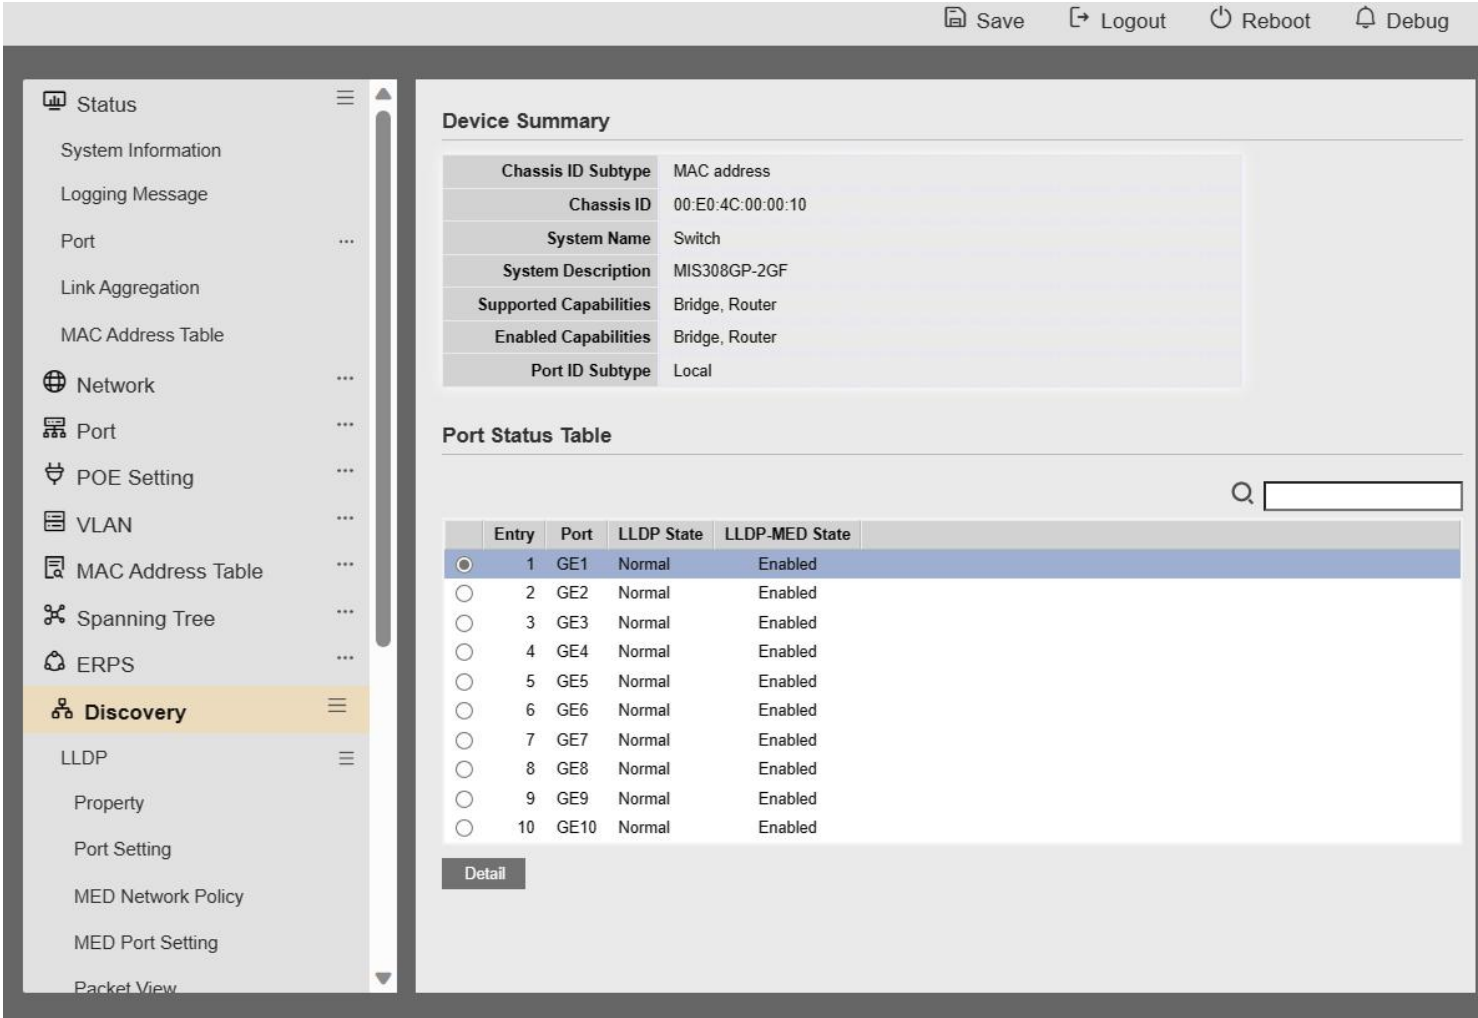 Save Logout Reboot Debug
Status
System Information
Logging Message
Port
Link Aggregation
MAC Address Table
Network
Port
POE Setting
VLAN
MAC Address Table
Spanning Tree
ERPS
Discovery
LLDP
Property
Port Setting
MED Network Policy
MED Port Setting
Packet View
Device Summary
Chassis ID Subtype MAC address
Chassis ID 00:E0:4C:00:00:10
System Name Switch
System Description MIS308GP-2GF
Supported Capabilities Bridge, Router
Enabled Capabilities Bridge, Router
Port ID Subtype Local
Port Status Table
Entry Port LLDP State LLDP-MED State
1 GE1 Normal Enabled
2 GE2 Normal Enabled
3 GE3 Normal Enabled
4 GE4 Normal Enabled
5 GE5 Normal Enabled
6 GE6 Normal Enabled
7 GE7 Normal Enabled
8 GE8 Normal Enabled
9 GE9 Normal Enabled
10 GE10 Normal Enabled
Detail